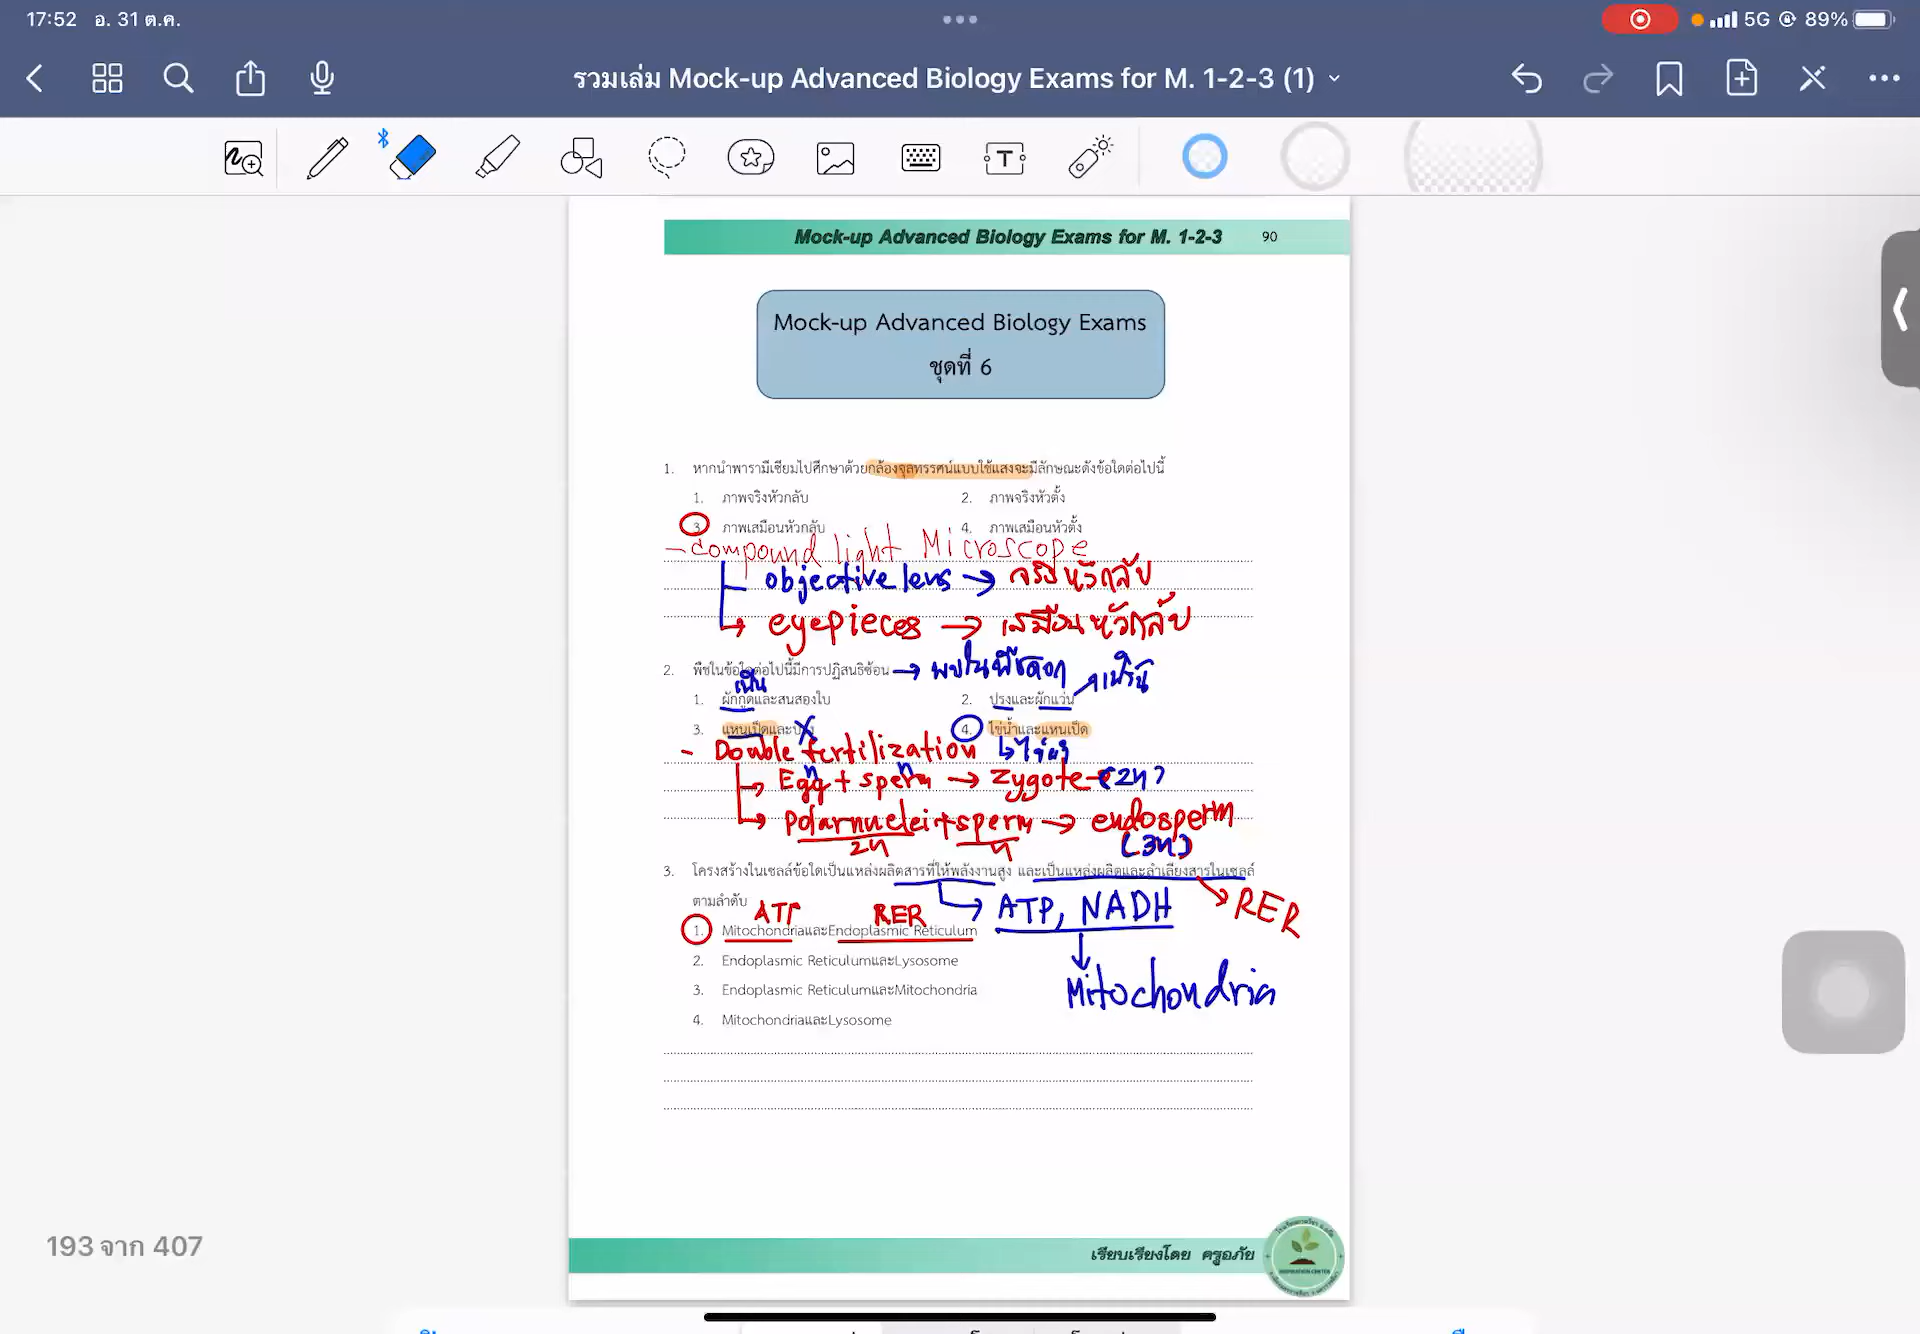 17:52 อ. 31 ต.ค.
5G 89%
รวมเล่ม Mock-up Advanced Biology Exams for M. 1-2-3 (1)
Mock-up Advanced Biology Exams for M. 1-2-3 90
Mock-up Advanced Biology Exams
ชุดที่ 6
1. หากนำพารามีเซียมไปศึกษาด้วยกล้องจุลทรรศน์แบบใช้แสงจะมีลักษณะดังข้อใดต่อไปนี้
1. ภาพจริงหัวกลับ 2. ภาพจริงหัวตั้ง
3. ภาพเสมือนหัวกลับ 4. ภาพเสมือนหัวตั้ง
- Compound light Microscope
objective lens → จริงหัวกลับ
→ eyepieces → เสมือนหัวกลับ
2. พืชในข้อใดต่อไปนี้มีการปฏิสนธิซ้อน → พบในพืชดอก
เฟิน เฟิร์น
1. ผักกูดและสนสองใบ 2. ปรงและผักแว่น
3. แหนเป็ดและปรง 4. ไข่น้ำและแหนเป็ด
- Double fertilization
n n
→ Egg + sperm → zygote (2n)
→ Polarnuclei + sperm → endosperm
2n n (3n)
3. โครงสร้างในเซลล์ข้อใดเป็นแหล่งผลิตสารที่ให้พลังงานสูง และเป็นแหล่งผลิตและลำเลียงสารในเซลล์
ตามลำดับ
ATP RER → ATP, NADH → RER
1. MitochondriaและEndoplasmic Reticulum
2. Endoplasmic ReticulumและLysosome
3. Endoplasmic ReticulumและMitochondria
Mitochondria
4. MitochondriaและLysosome
193 จาก 407
เรียบเรียงโดย ครูอภัย
INSPIRATION CENTER